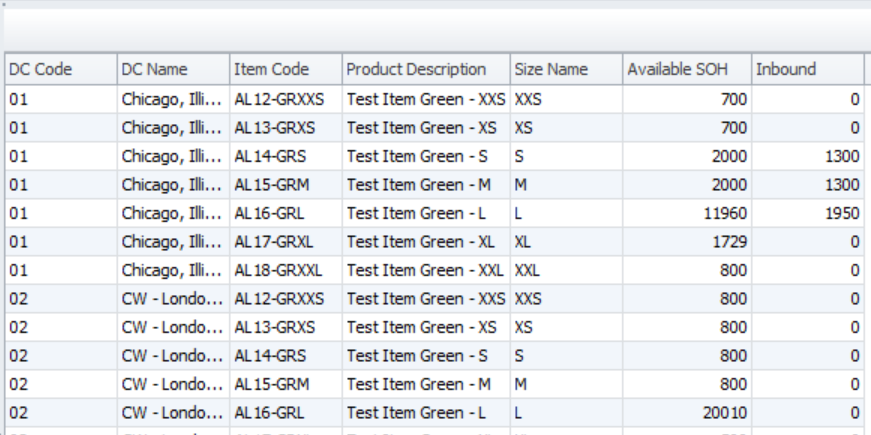 DC Code DC Name Item Code Product Description Size Name Available SOH Inbound
01 Chicago, Illi... AL12-GRXXS Test Item Green - XXS XXS 700 0
01 Chicago, Illi... AL13-GRXS Test Item Green - XS XS 700 0
01 Chicago, Illi... AL14-GRS Test Item Green - S S 2000 1300
01 Chicago, Illi... AL15-GRM Test Item Green - M M 2000 1300
01 Chicago, Illi... AL16-GRL Test Item Green - L L 11960 1950
01 Chicago, Illi... AL17-GRXL Test Item Green - XL XL 1729 0
01 Chicago, Illi... AL18-GRXXL Test Item Green - XXL XXL 800 0
02 CW - Londo... AL12-GRXXS Test Item Green - XXS XXS 800 0
02 CW - Londo... AL13-GRXS Test Item Green - XS XS 800 0
02 CW - Londo... AL14-GRS Test Item Green - S S 800 0
02 CW - Londo... AL15-GRM Test Item Green - M M 800 0
02 CW - Londo... AL16-GRL Test Item Green - L L 20010 0